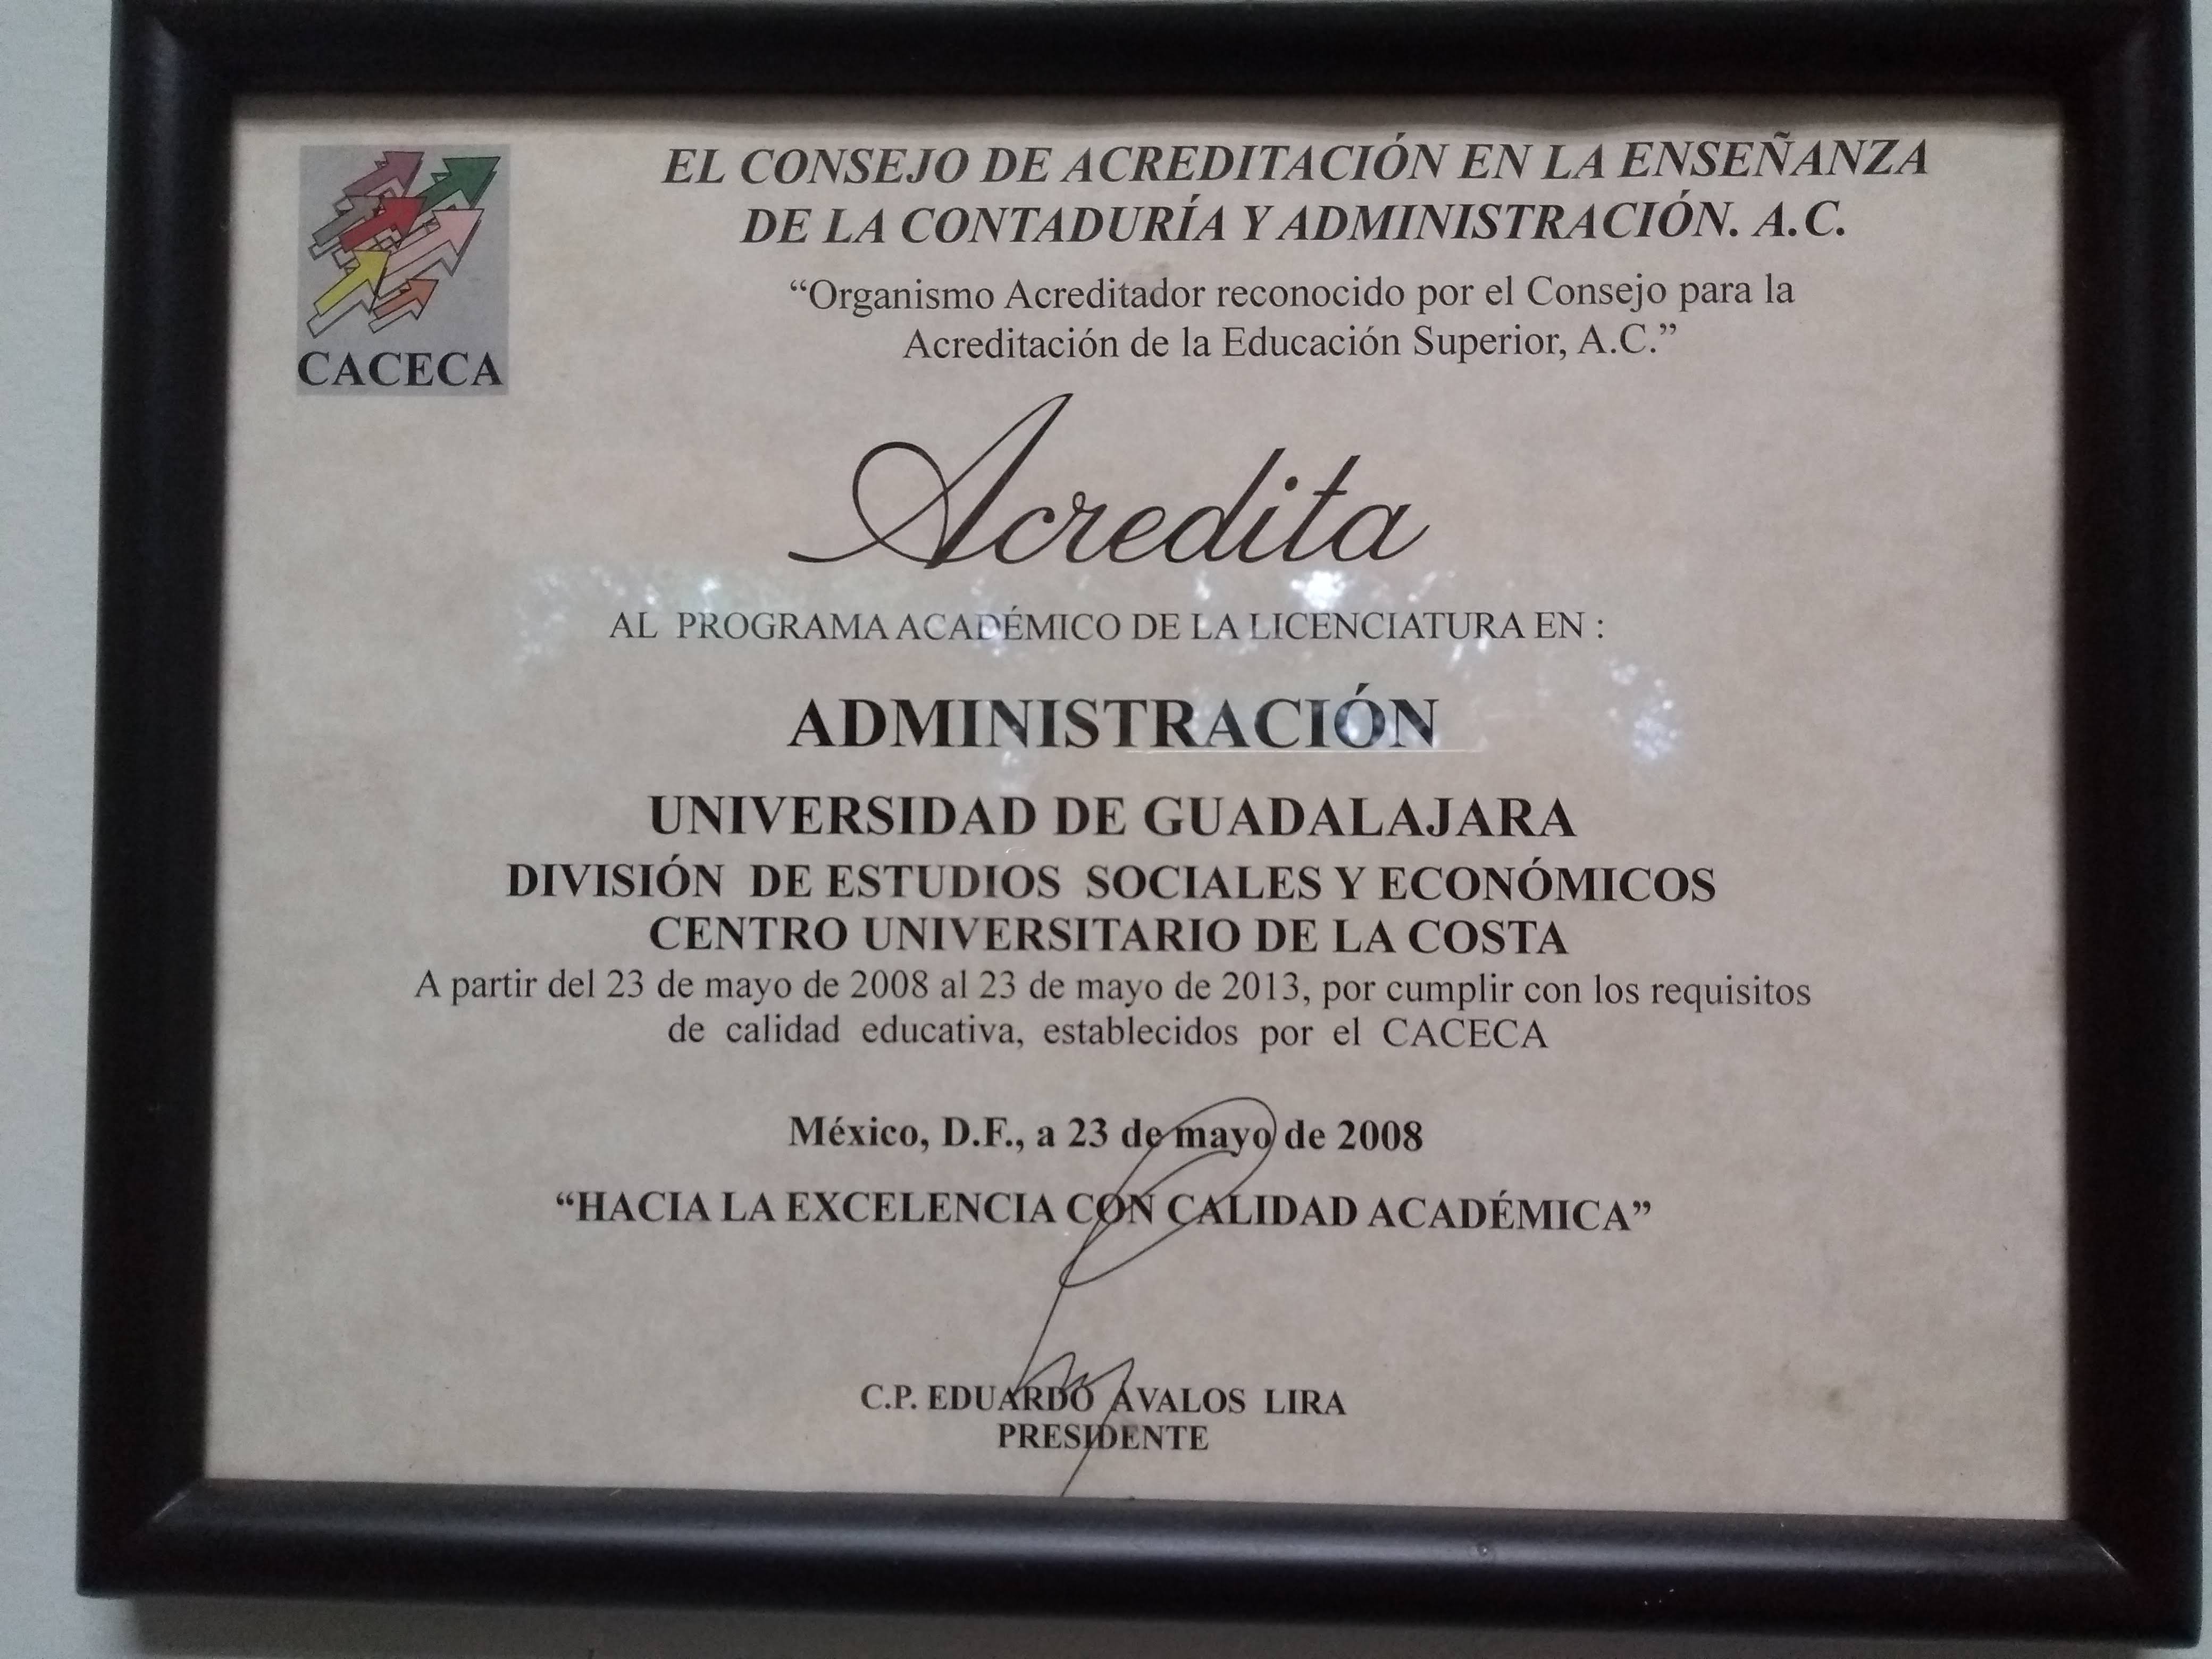 EL CONSEJO DE ACREDITACIÓN EN LA ENSEÑANZA
DE LA CONTADURÍA Y ADMINISTRACIÓN. A.C.
“Organismo Acreditador reconocido por el Consejo para la
Acreditación de la Educación Superior, A.C.”
CACECA
Acredita
AL PROGRAMA ACADÉMICO DE LA LICENCIATURA EN :
ADMINISTRACIÓN
UNIVERSIDAD DE GUADALAJARA
DIVISIÓN DE ESTUDIOS SOCIALES Y ECONÓMICOS
CENTRO UNIVERSITARIO DE LA COSTA
A partir del 23 de mayo de 2008 al 23 de mayo de 2013, por cumplir con los requisitos
de calidad educativa, establecidos por el CACECA
México, D.F., a 23 de mayo de 2008
“HACIA LA EXCELENCIA CON CALIDAD ACADÉMICA”
C.P. EDUARDO AVALOS LIRA
PRESIDENTE